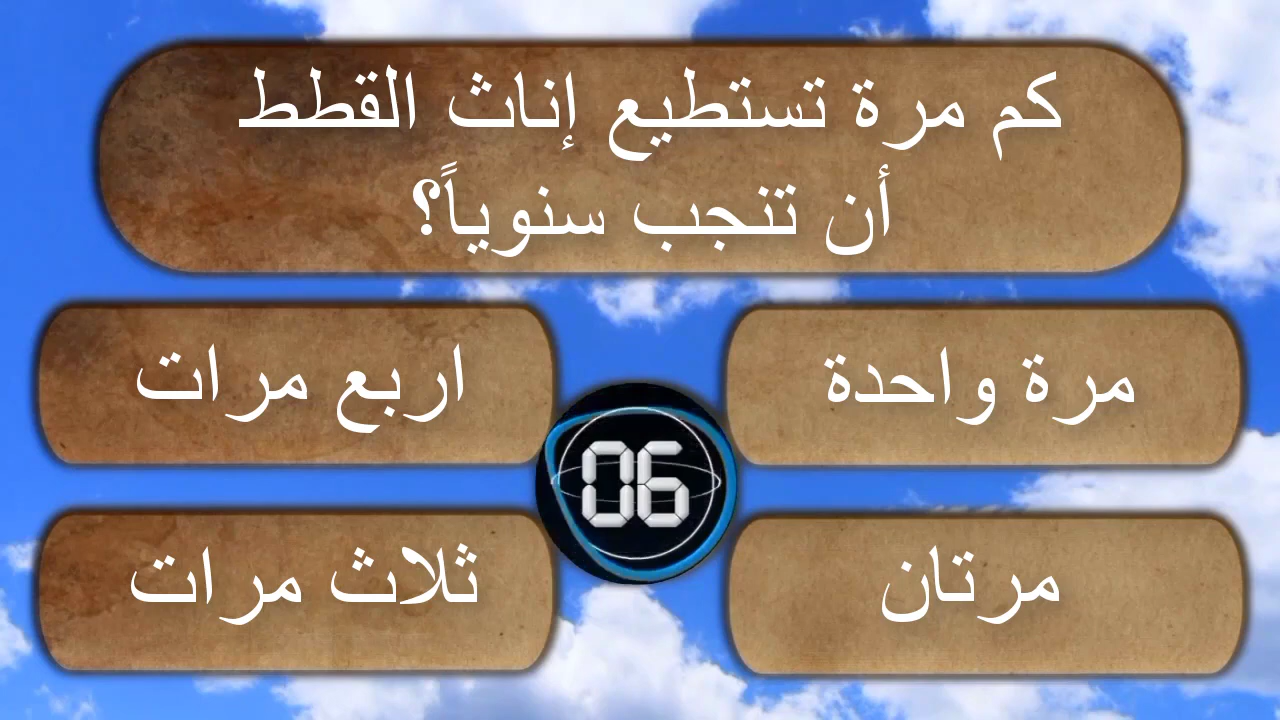 كم مرة تستطيع إناث القطط
أن تنجب سنوياً؟
مرة واحدة
اربع مرات
06
مرتان
ثلاث مرات